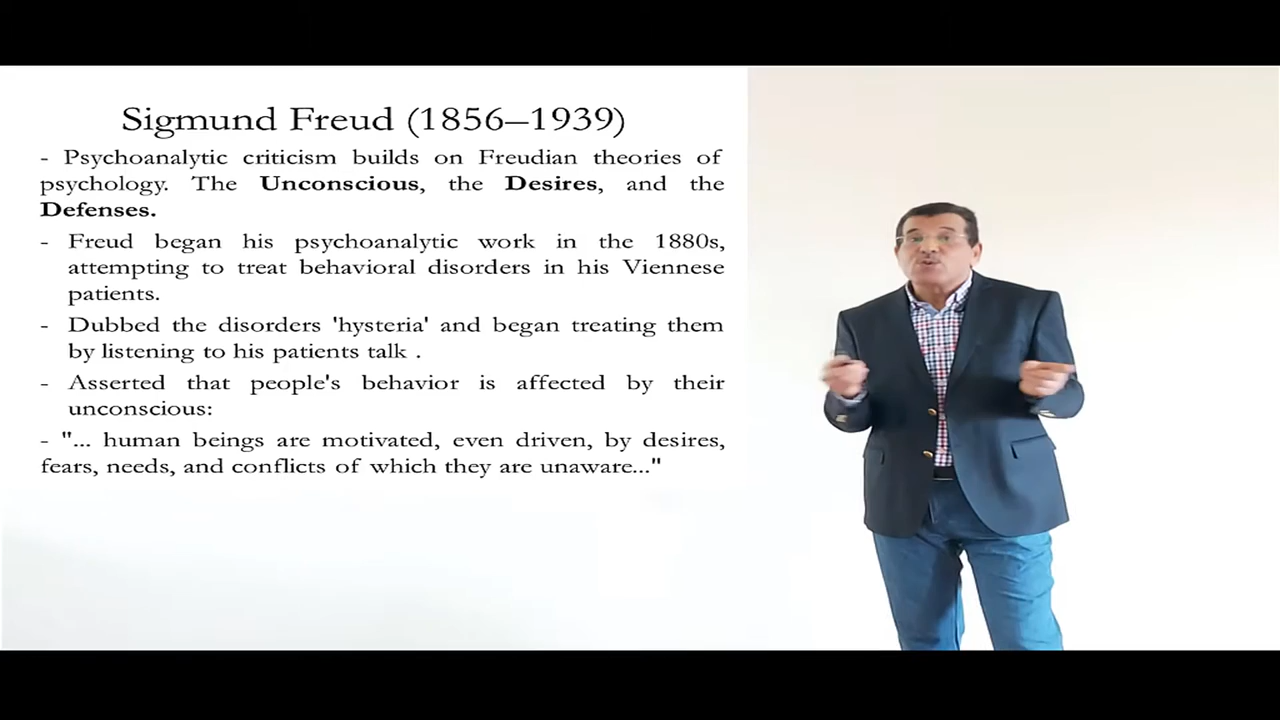 Sigmund Freud (1856–1939)
- Psychoanalytic criticism builds on Freudian theories of
psychology. The Unconscious, the Desires, and the
Defenses.
- Freud began his psychoanalytic work in the 1880s,
attempting to treat behavioral disorders in his Viennese
patients.
- Dubbed the disorders 'hysteria' and began treating them
by listening to his patients talk .
- Asserted that people's behavior is affected by their
unconscious:
- "... human beings are motivated, even driven, by desires,
fears, needs, and conflicts of which they are unaware..."